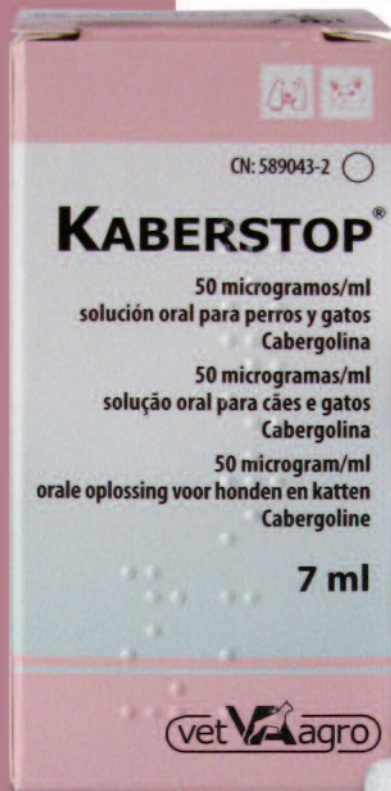 CN: 589043-2
KABERSTOP®
50 microgramos/ml
solución oral para perros y gatos
Cabergolina
50 microgramas/ml
solução oral para cães e gatos
Cabergolina
50 microgram/ml
orale oplossing voor honden en katten
Cabergoline
7 ml
vet VA agro